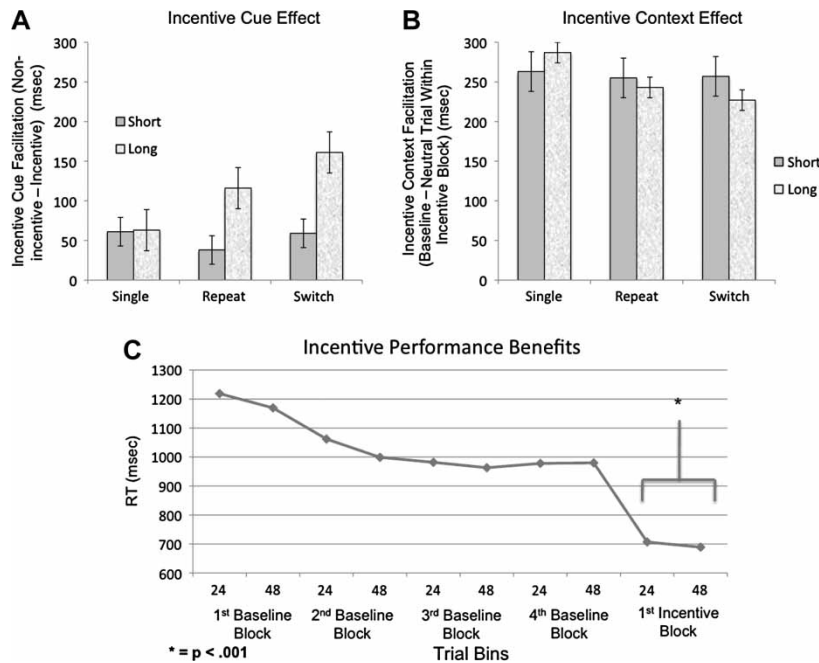 A
Incentive Cue Effect
Incentive Cue Facilitation (Non-
incentive – Incentive) (msec)
300
250
200
150
100
50
0
Short
Long
Single
Repeat
Switch
B
Incentive Context Effect
Incentive Context Facilitation
(Baseline – Neutral Trial Within
Incentive Block) (msec)
300
250
200
150
100
50
0
Short
Long
Single
Repeat
Switch
C
Incentive Performance Benefits
RT (msec)
1300
1200
1100
1000
900
800
700
600
*
24 48 24 48 24 48 24 48 24 48
1st Baseline Block
2nd Baseline Block
3rd Baseline Block
4th Baseline Block
1st Incentive Block
* = p < .001
Trial Bins